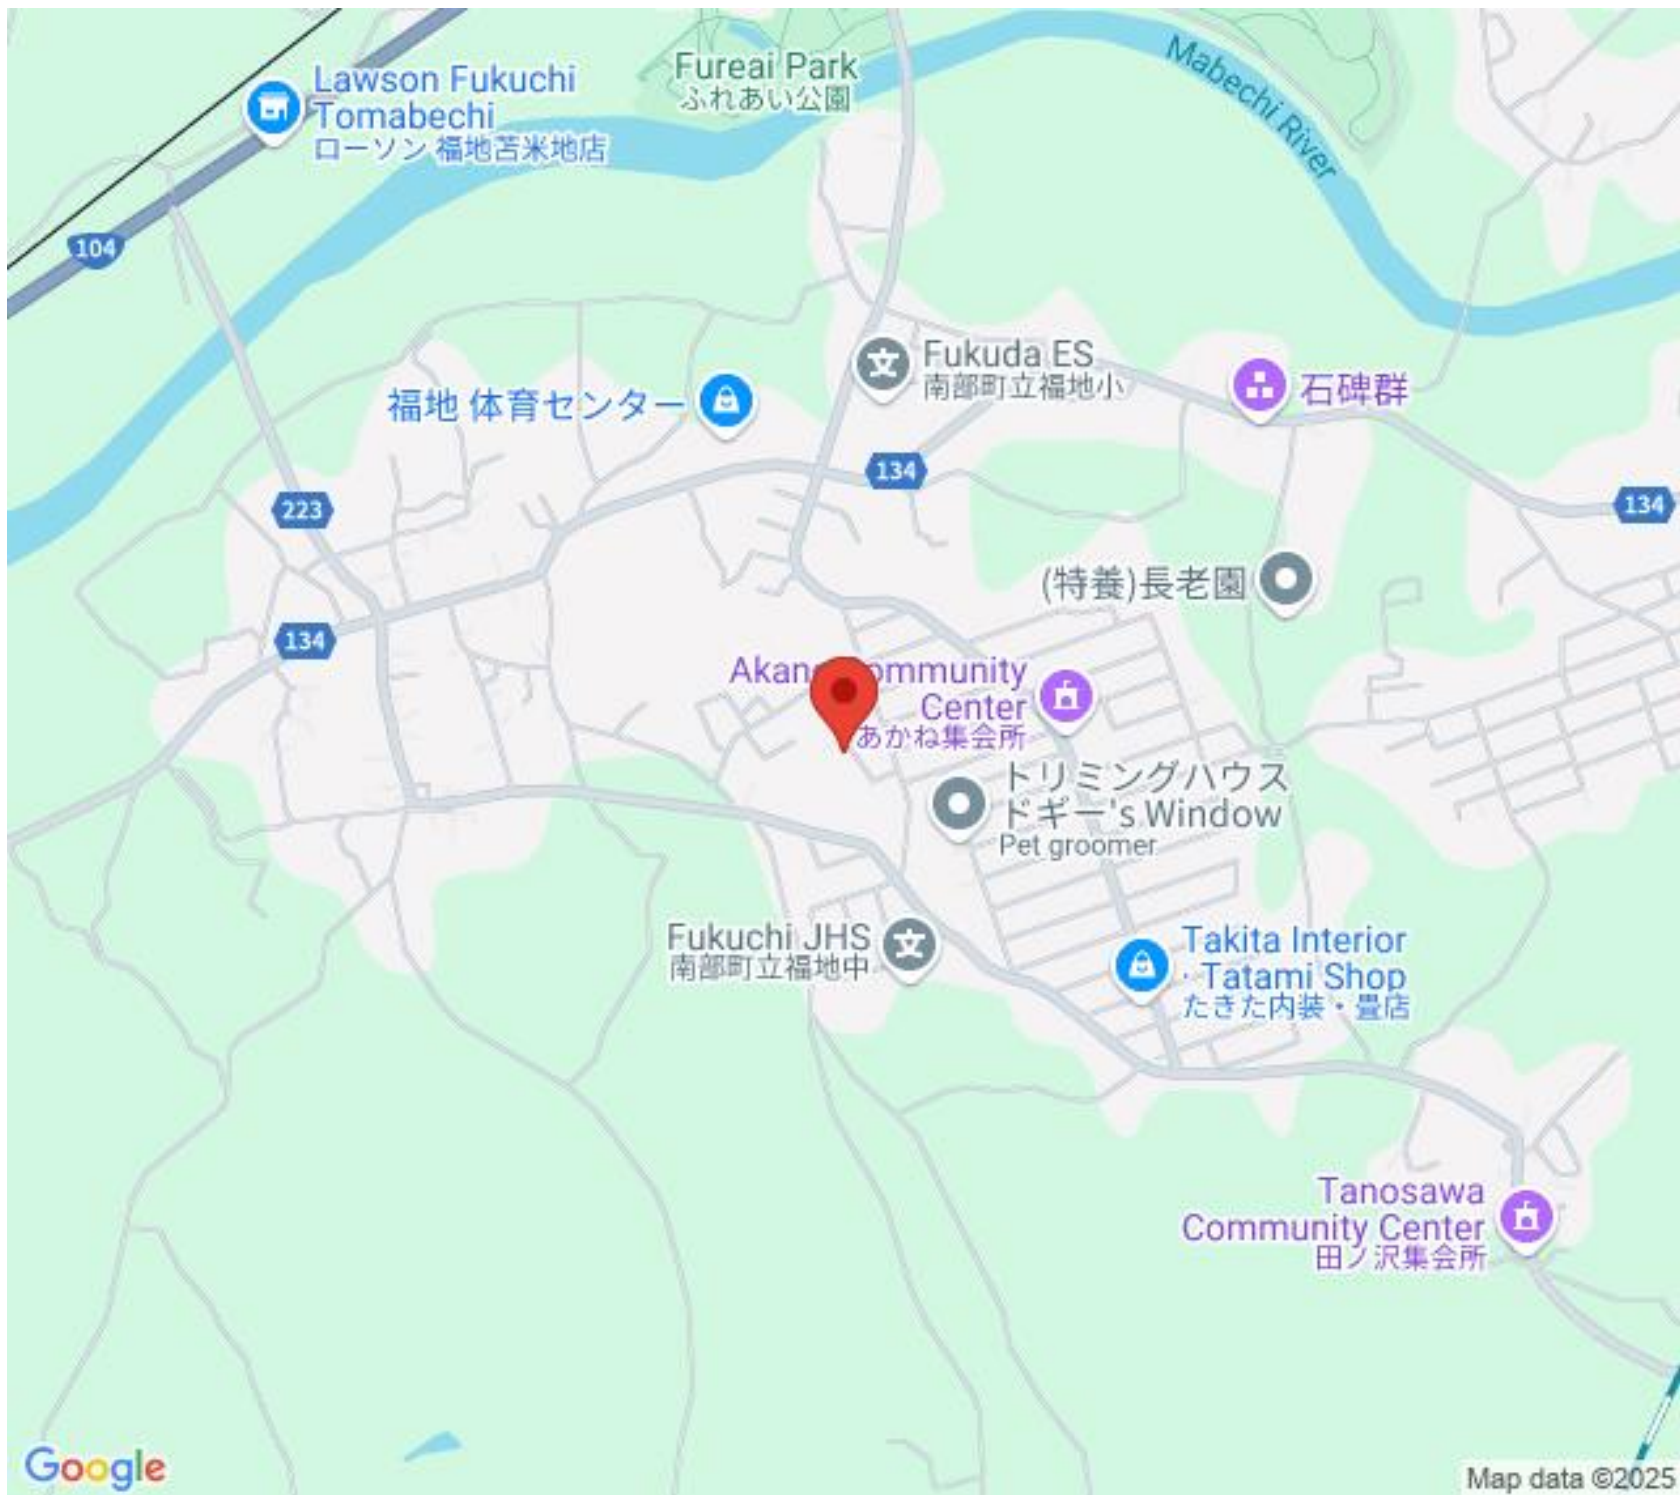 Fureai Park
ふれあい公園
Mabechi River
Lawson Fukuchi
Tomabechi
ローソン 福地苫米地店
104
Fukuda ES
南部町立福地小
石碑群
福地 体育センター
134
223
134
(特養)長老園
134
Akan ommunity
Center
あかね集会所
トリミングハウス
ドギー's Window
Pet groomer
Fukuchi JHS
南部町立福地中
Takita Interior
· Tatami Shop
たきた内装・畳店
Tanosawa
Community Center
田ノ沢集会所
Google
Map data ©2025